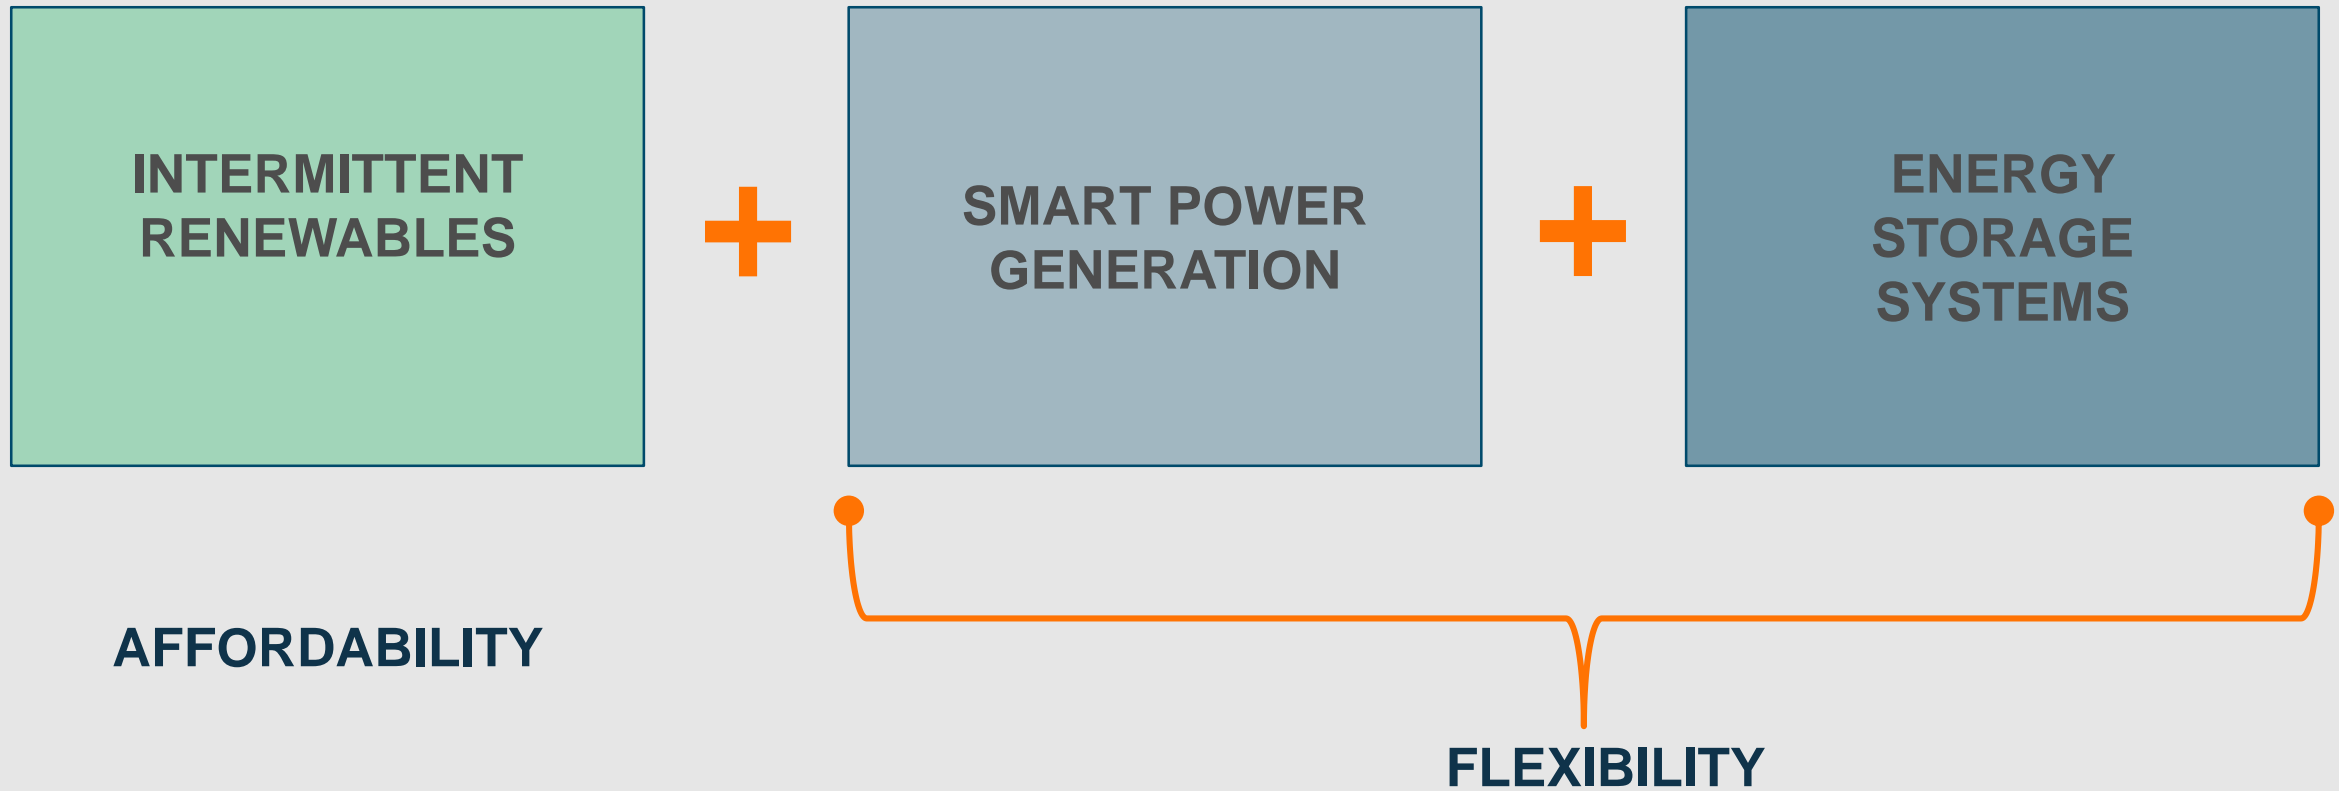 INTERMITTENT
RENEWABLES
+
SMART POWER
GENERATION
+
ENERGY
STORAGE
SYSTEMS
AFFORDABILITY
FLEXIBILITY